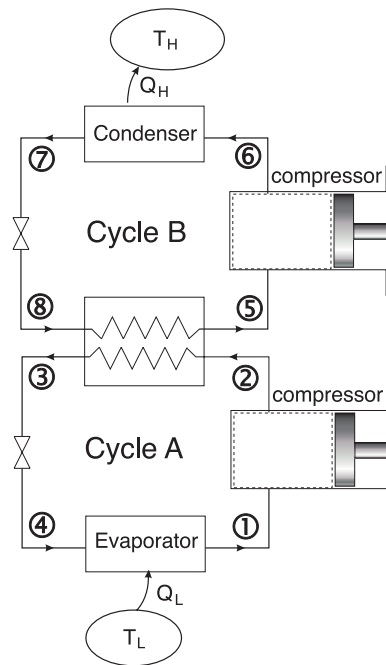 T_H
Q_H
Condenser
⑦
⑥
compressor
Cycle B
⑧
⑤
③
②
compressor
Cycle A
④
①
Evaporator
Q_L
T_L